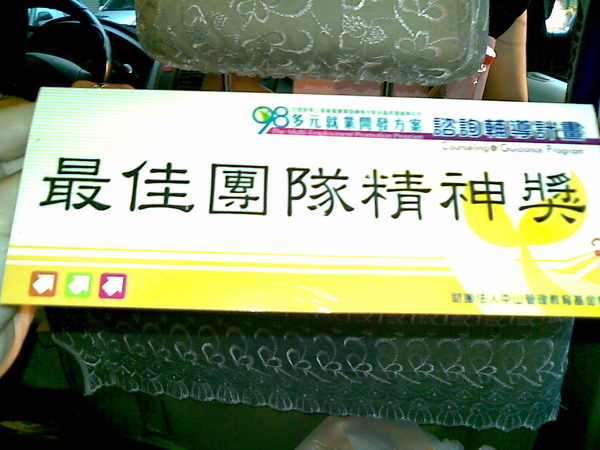 98多元就業開發方案 諮詢輔導計畫
The Multi-Employment Promotion Program
Counseling & Guidance Program
最佳團隊精神獎
財團法人中山管理教育基金